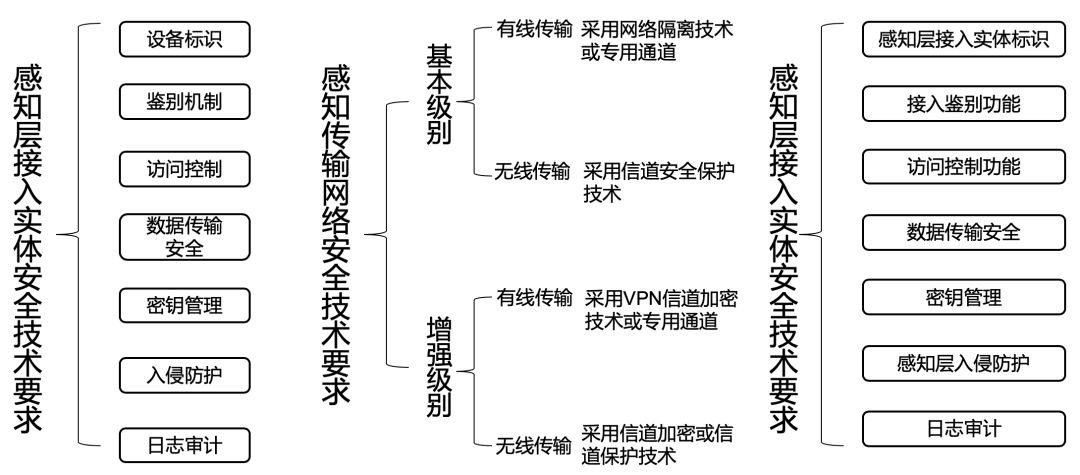 感知层接入实体安全技术要求
设备标识
鉴别机制
访问控制
数据传输
安全
密钥管理
入侵防护
日志审计
感知传输网络安全技术要求
基本级别
有线传输
采用网络隔离技术
或专用通道
无线传输
采用信道安全保护
技术
增强级别
有线传输
采用VPN信道加密
技术或专用通道
无线传输
采用信道加密或信
道保护技术
感知层接入实体安全技术要求
感知层接入实体标识
接入鉴别功能
访问控制功能
数据传输安全
密钥管理
感知层入侵防护
日志审计